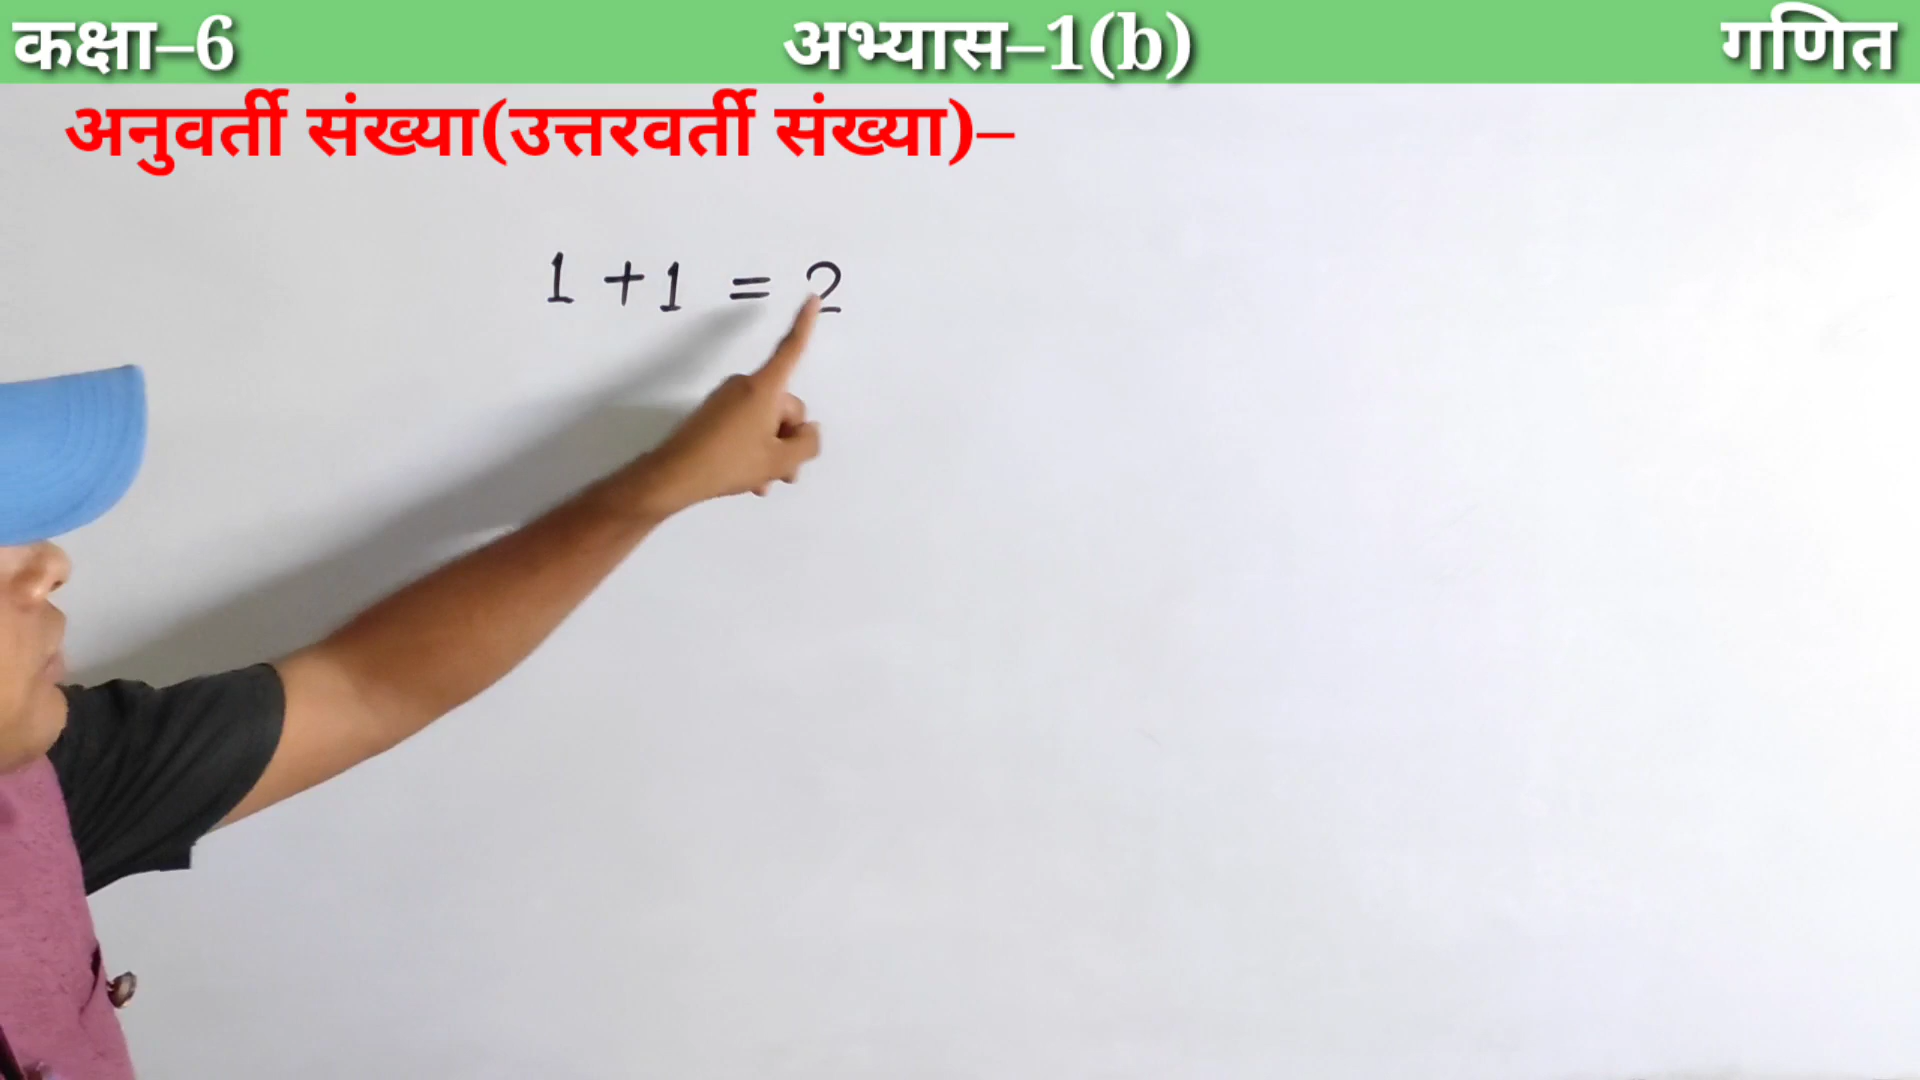 कक्षा–6 अभ्यास–1(b) गणित
अनुवर्ती संख्या(उत्तरवर्ती संख्या)–
1 + 1 = 2